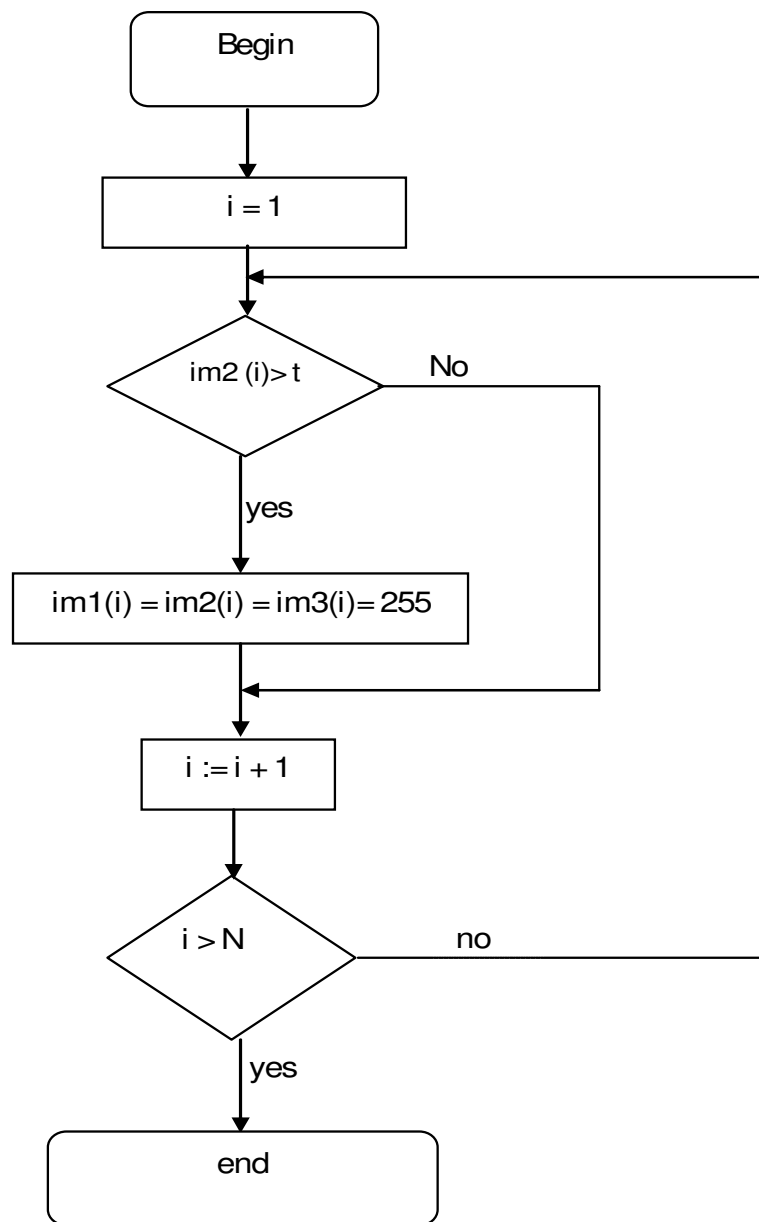 Begin
i = 1
im2 (i)> t
No
yes
im1(i) = im2(i) = im3(i)= 255
i := i + 1
i > N
no
yes
end